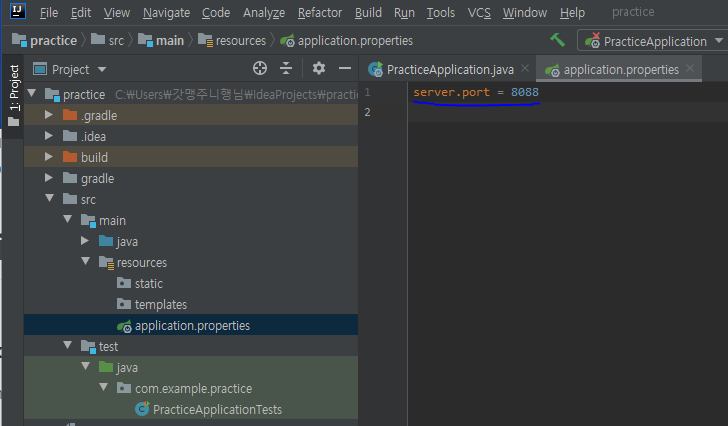 IJ File Edit View Navigate Code Analyze Refactor Build Run Tools VCS Window Help practice
practice src main resources application.properties PracticeApplication
1: Project
Project
PracticeApplication.java application.properties
practice C:₩Users₩갓맹주니행님₩IdeaProjects₩practic
.gradle
.idea
build
gradle
src
main
java
resources
static
templates
application.properties
test
java
com.example.practice
PracticeApplicationTests
1 server.port = 8088
2